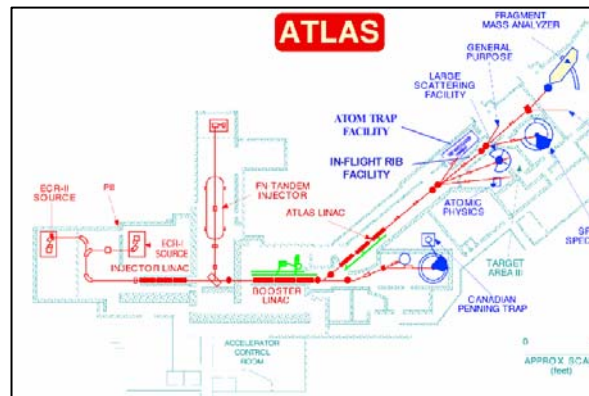 ATLAS
FRAGMENT
MASS ANALYZER
GENERAL
PURPOSE
LARGE
SCATTERING
FACILITY
ATOM TRAP
FACILITY
IN-FLIGHT RIB
FACILITY
ATOMIC
PHYSICS
ECR-II
SOURCE
PII
ECR-I
SOURCE
FN TANDEM
INJECTOR
ATLAS LINAC
INJECTOR LINAC
BOOSTER
LINAC
TARGET
AREA III
CANADIAN
PENNING TRAP
ACCELERATOR
CONTROL
ROOM
0
APPROX SCA
(feet)
SP
SPEC